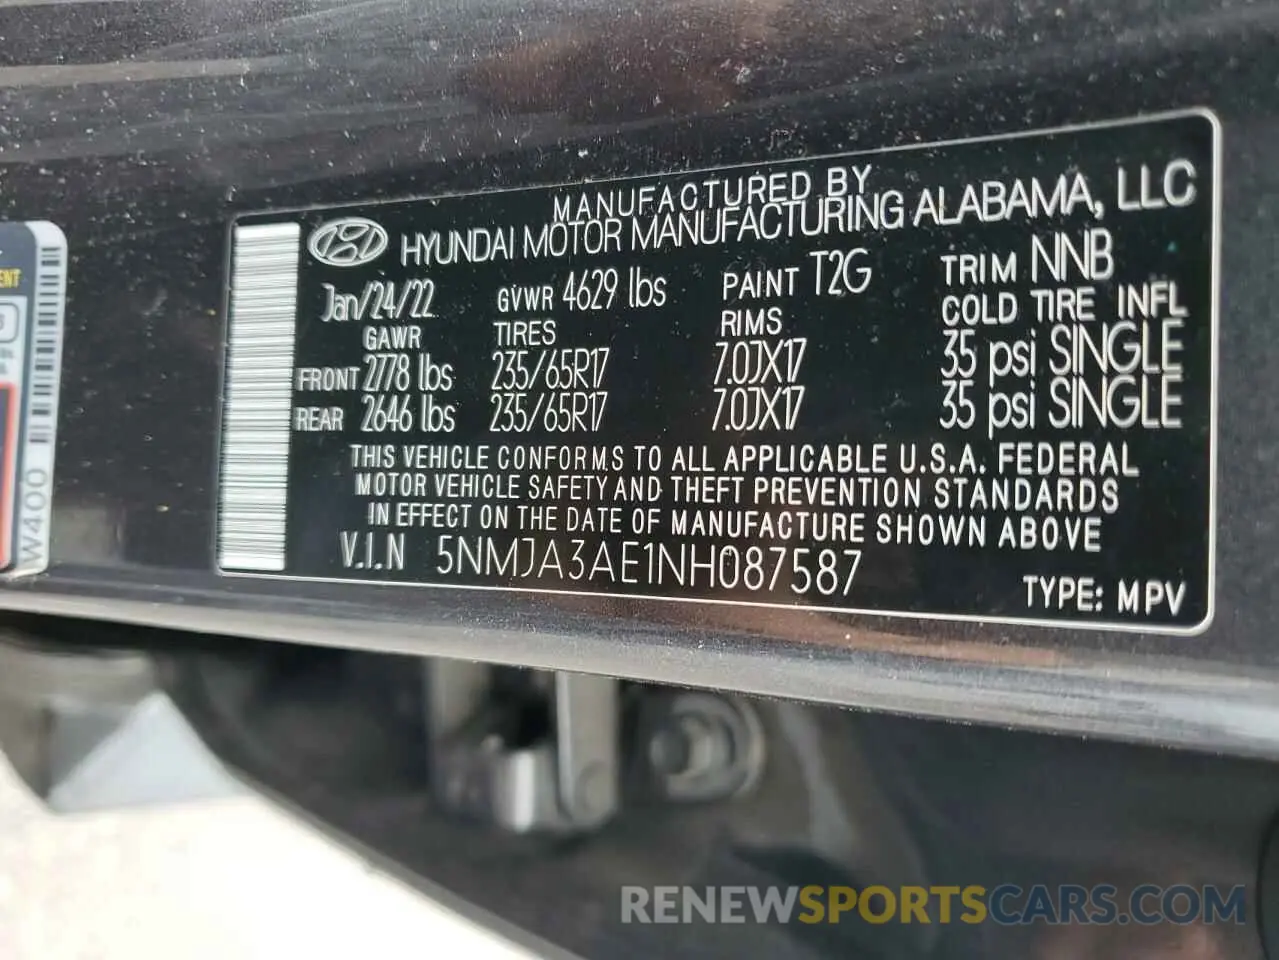 MANUFACTURED BY
HYUNDAI MOTOR MANUFACTURING ALABAMA, LLC
Jan/24/22 GVWR 4629 lbs PAINT T2G TRIM NNB
GAWR TIRES RIMS COLD TIRE INFL
FRONT 2778 lbs 235/65R17 7.0JX17 35 psi SINGLE
REAR 2646 lbs 235/65R17 7.0JX17 35 psi SINGLE
THIS VEHICLE CONFORMS TO ALL APPLICABLE U.S.A. FEDERAL
MOTOR VEHICLE SAFETY AND THEFT PREVENTION STANDARDS
IN EFFECT ON THE DATE OF MANUFACTURE SHOWN ABOVE
V.I.N 5NMJA3AE1NH087587
TYPE: MPV
W400
RENEWSPORTSCARS.COM